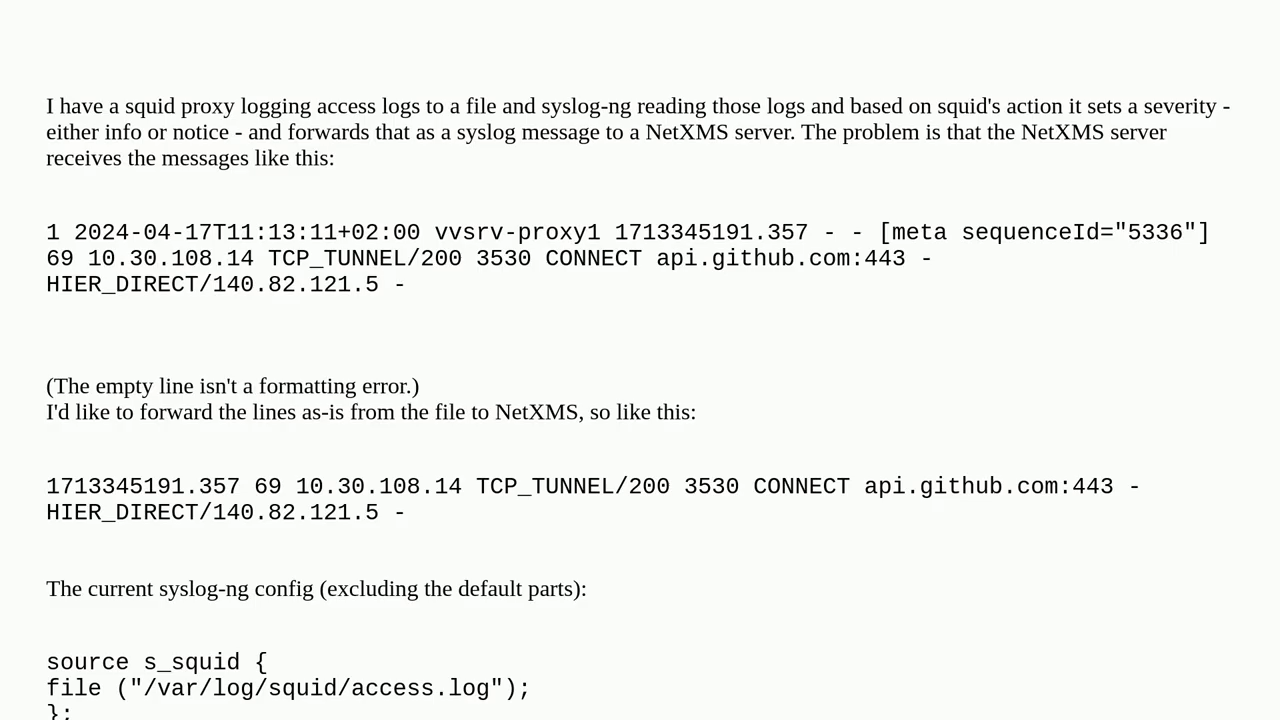 I have a squid proxy logging access logs to a file and syslog-ng reading those logs and based on squid's action it sets a severity -
either info or notice - and forwards that as a syslog message to a NetXMS server. The problem is that the NetXMS server
receives the messages like this:
1 2024-04-17T11:13:11+02:00 vvsrv-proxy1 1713345191.357 - - [meta sequenceId="5336"]
69 10.30.108.14 TCP_TUNNEL/200 3530 CONNECT api.github.com:443 -
HIER_DIRECT/140.82.121.5 -
(The empty line isn't a formatting error.)
I'd like to forward the lines as-is from the file to NetXMS, so like this:
1713345191.357 69 10.30.108.14 TCP_TUNNEL/200 3530 CONNECT api.github.com:443 -
HIER_DIRECT/140.82.121.5 -
The current syslog-ng config (excluding the default parts):
source s_squid {
file ("/var/log/squid/access.log");
};